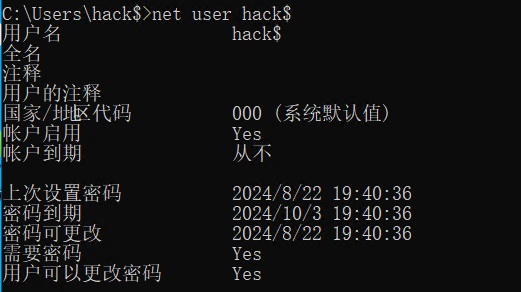 C:\Users\hack$>net user hack$
用户名 hack$
全名
注释
用户的注释
国家/地区代码 000 (系统默认值)
帐户启用 Yes
帐户到期 从不
上次设置密码 2024/8/22 19:40:36
密码到期 2024/10/3 19:40:36
密码可更改 2024/8/22 19:40:36
需要密码 Yes
用户可以更改密码 Yes